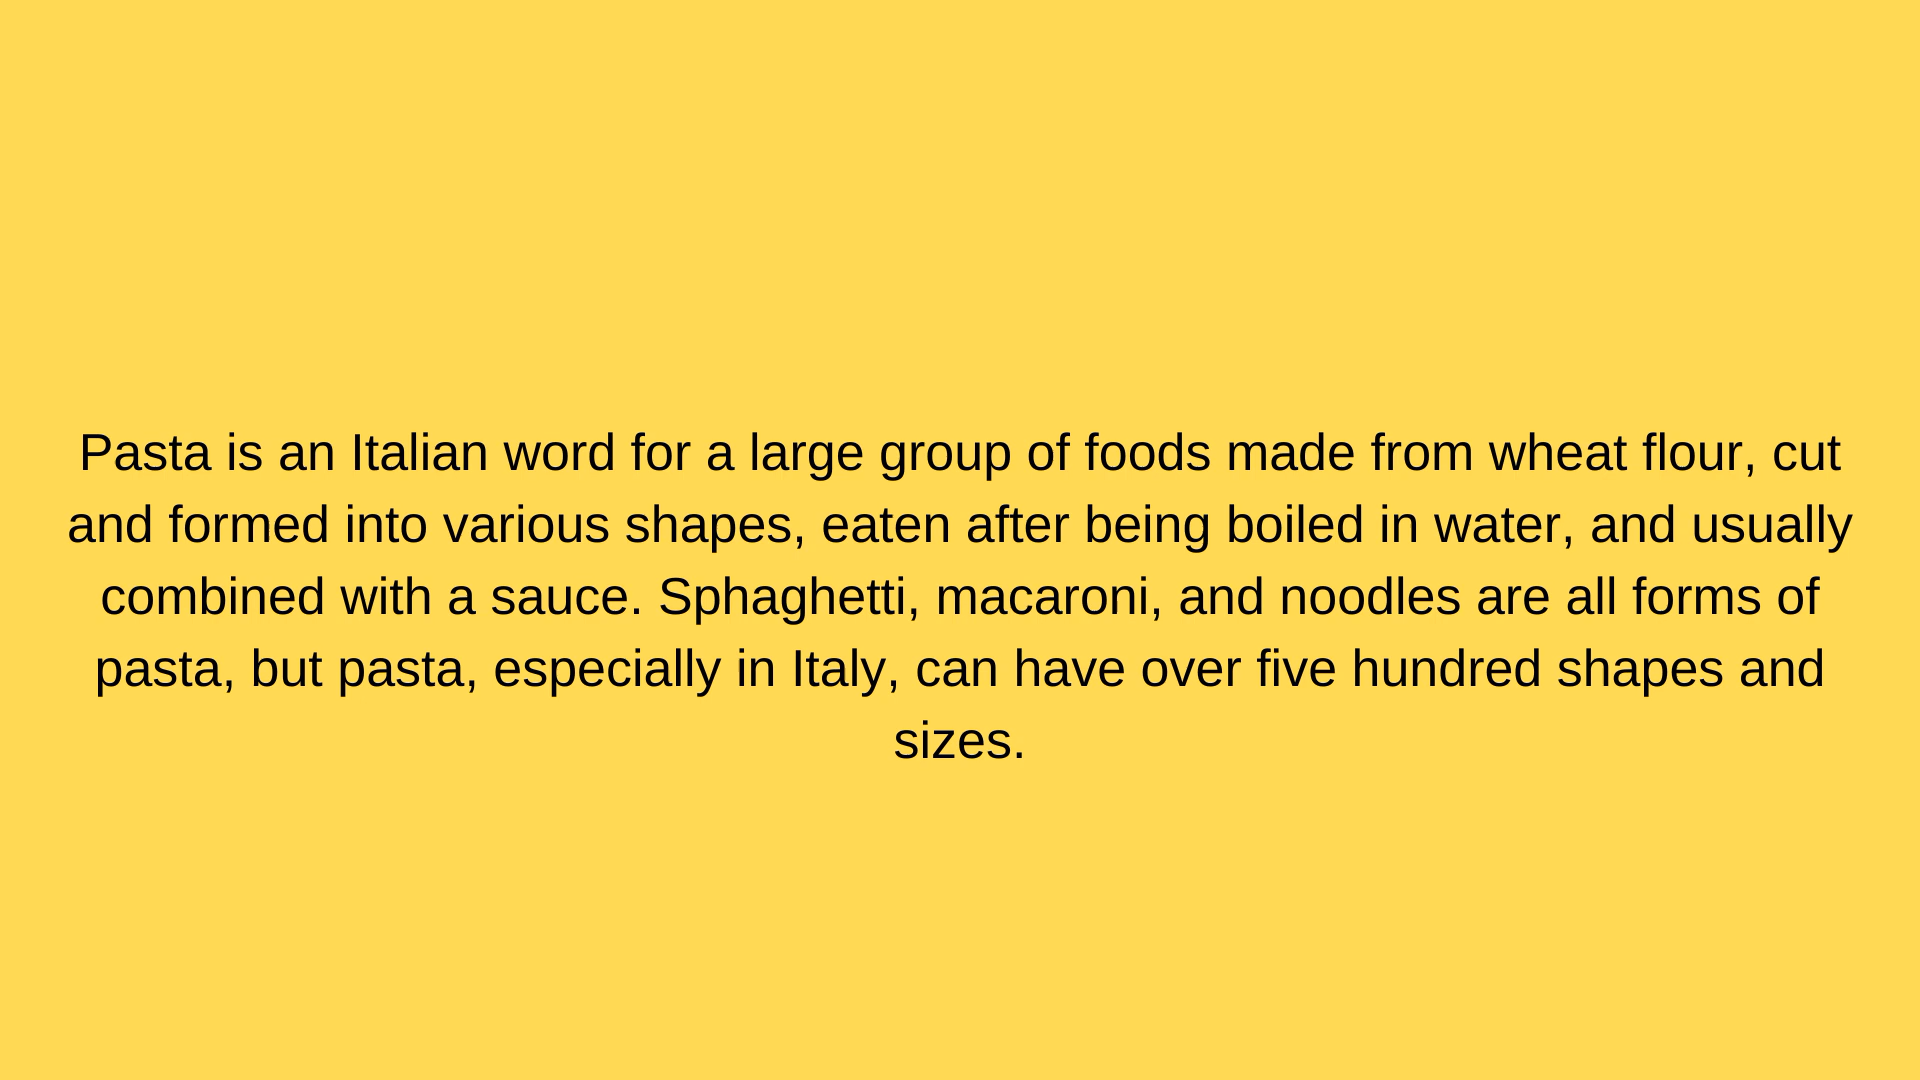 Pasta is an Italian word for a large group of foods made from wheat flour, cut
and formed into various shapes, eaten after being boiled in water, and usually
combined with a sauce. Sphaghetti, macaroni, and noodles are all forms of
pasta, but pasta, especially in Italy, can have over five hundred shapes and
sizes.